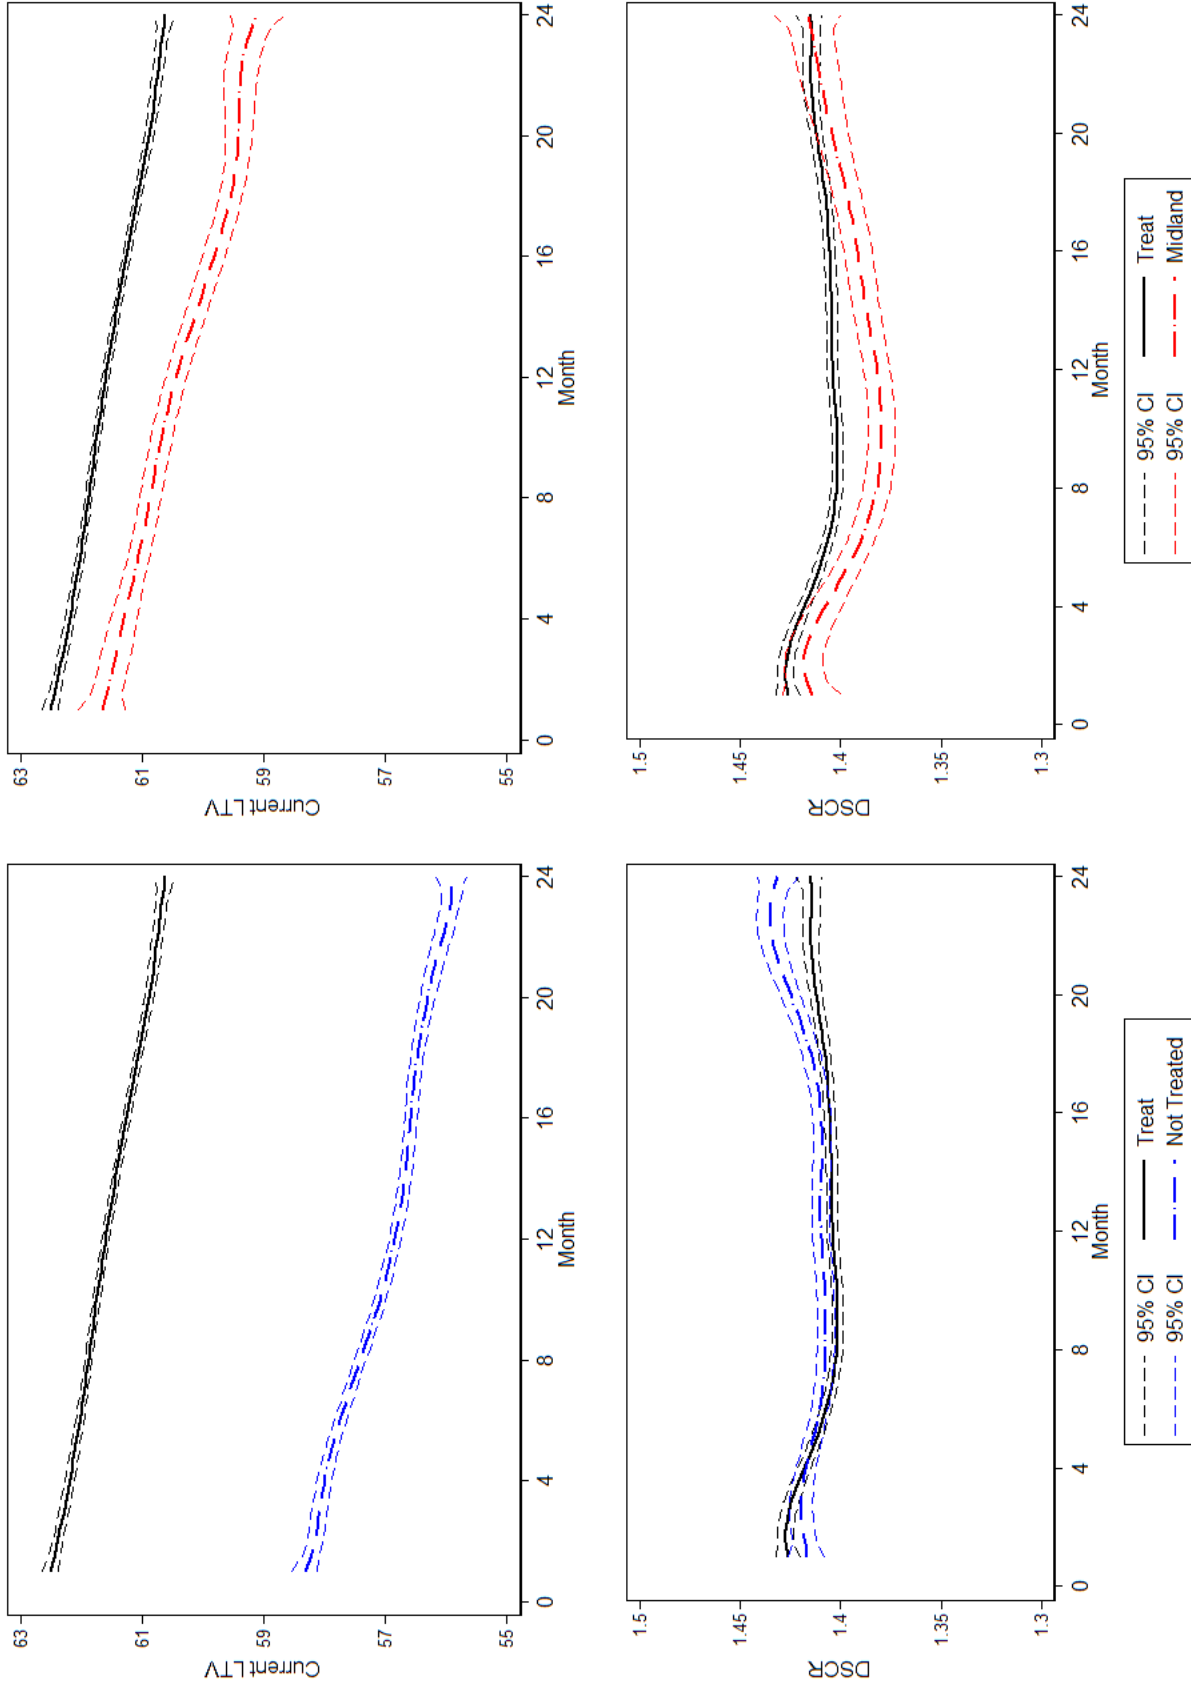 Current LTV
63
61
59
57
55
0 4 8 12 16 20 24
Month
Current LTV
63
61
59
57
55
0 4 8 12 16 20 24
Month
DSCR
1.5
1.45
1.4
1.35
1.3
0 4 8 12 16 20 24
Month
95% CI Treat
95% CI Not Treated
DSCR
1.5
1.45
1.4
1.35
1.3
0 4 8 12 16 20 24
Month
95% CI Treat
95% CI Midland